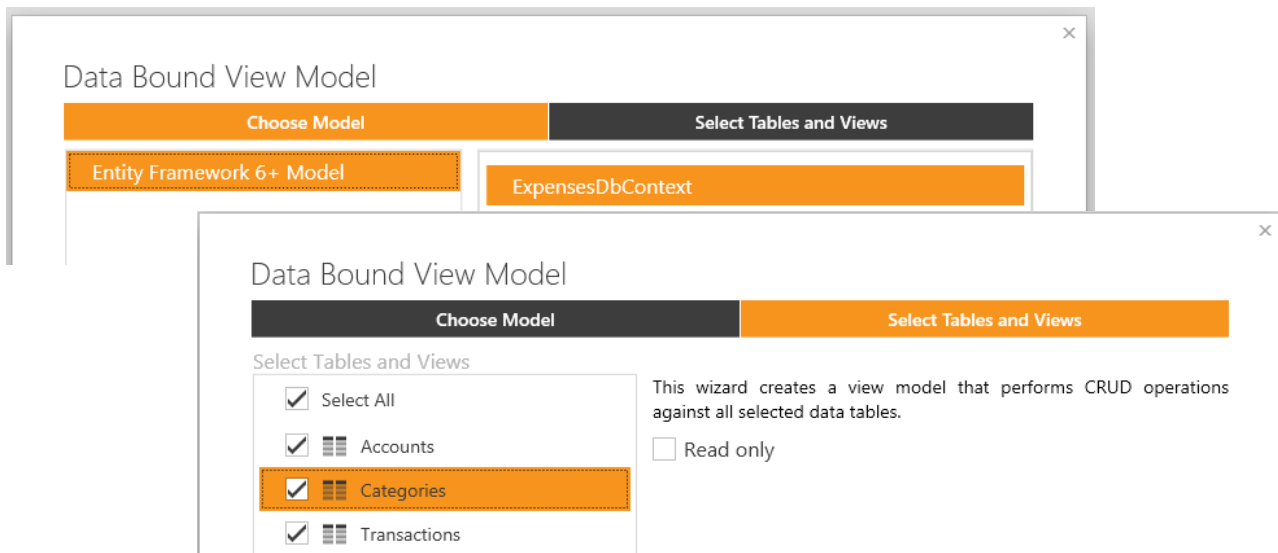 Data Bound View Model
Choose Model
Select Tables and Views
Entity Framework 6+ Model
ExpensesDbContext
Data Bound View Model
Choose Model
Select Tables and Views
Select Tables and Views
Select All
Accounts
Categories
Transactions
This wizard creates a view model that performs CRUD operations
against all selected data tables.
Read only